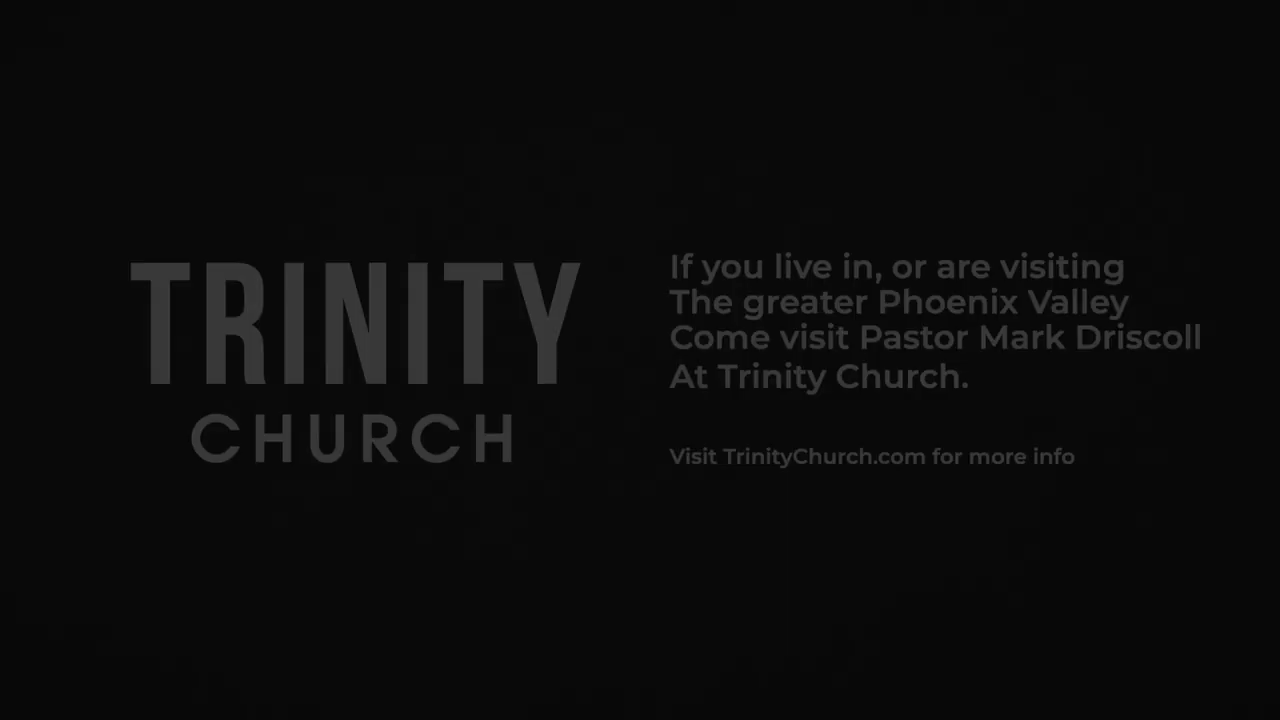 TRINITY
CHURCH
If you live in, or are visiting
The greater Phoenix Valley
Come visit Pastor Mark Driscoll
At Trinity Church.
Visit TrinityChurch.com for more info